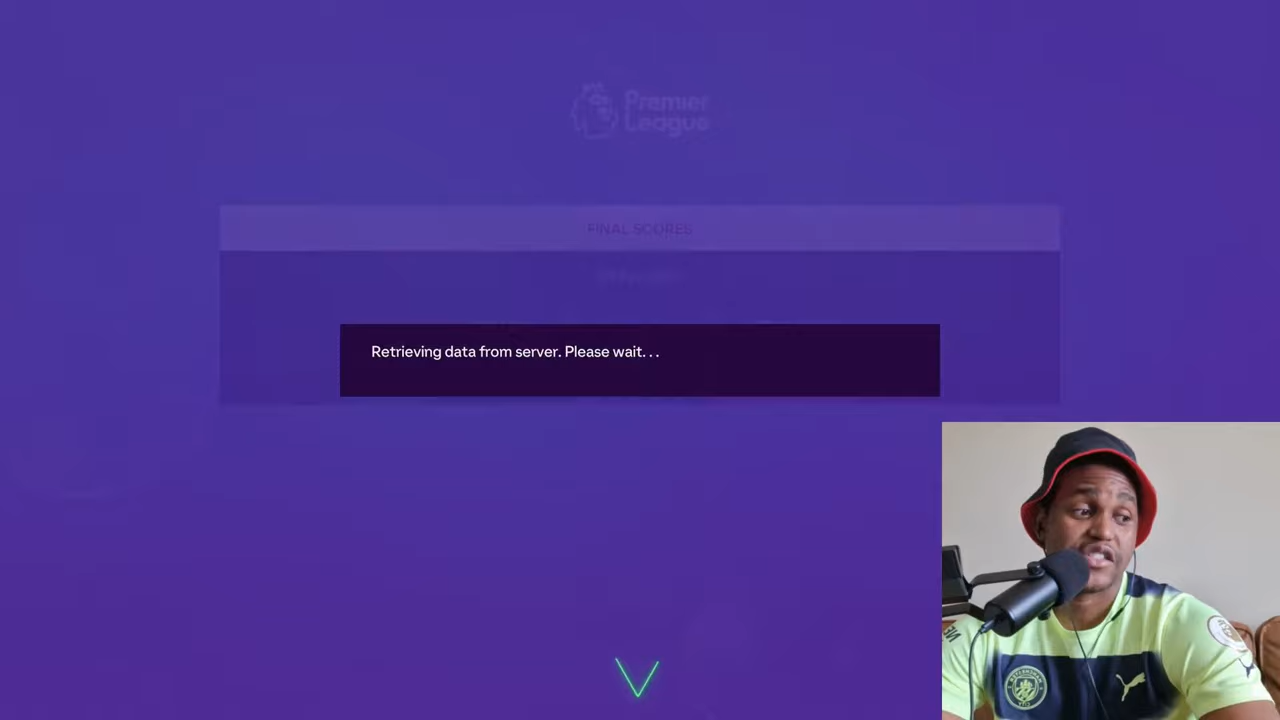 Premier
League
FINAL SCORES
Retrieving data from server. Please wait. . .